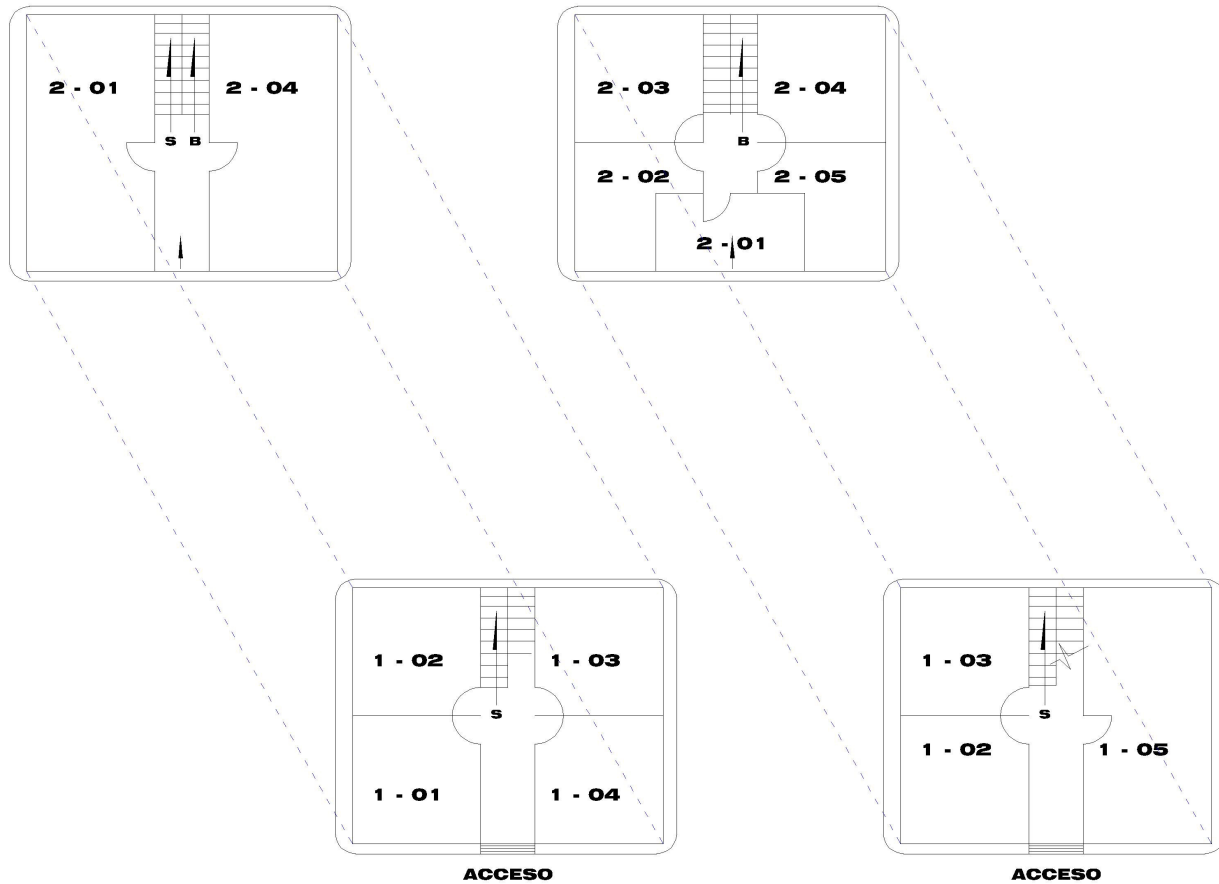 2 - 01
2 - 04
S B
2 - 03
2 - 04
B
2 - 02
2 - 05
2 - 01
1 - 02
1 - 03
S
1 - 01
1 - 04
ACCESO
1 - 03
S
1 - 02
1 - 05
ACCESO